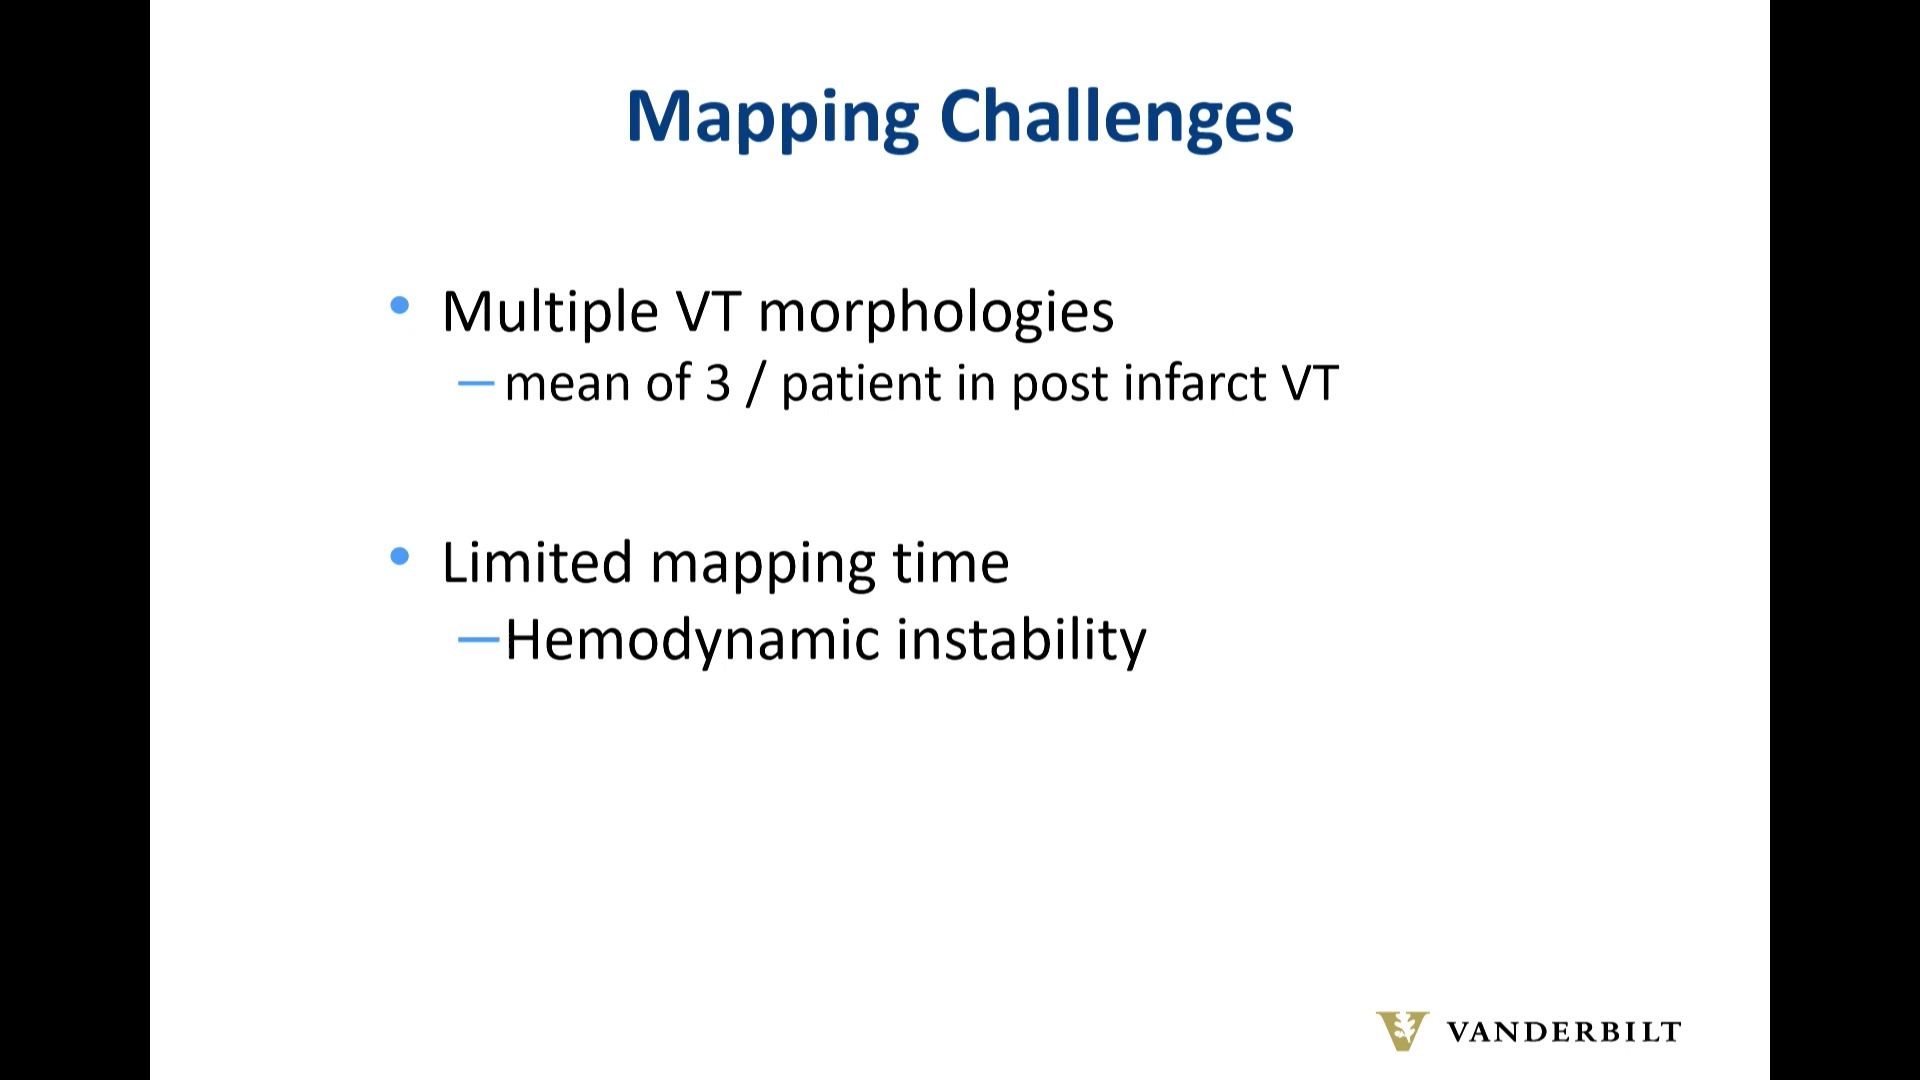 Mapping Challenges
• Multiple VT morphologies
— mean of 3 / patient in post infarct VT
• Limited mapping time
—Hemodynamic instability
V VANDERBILT